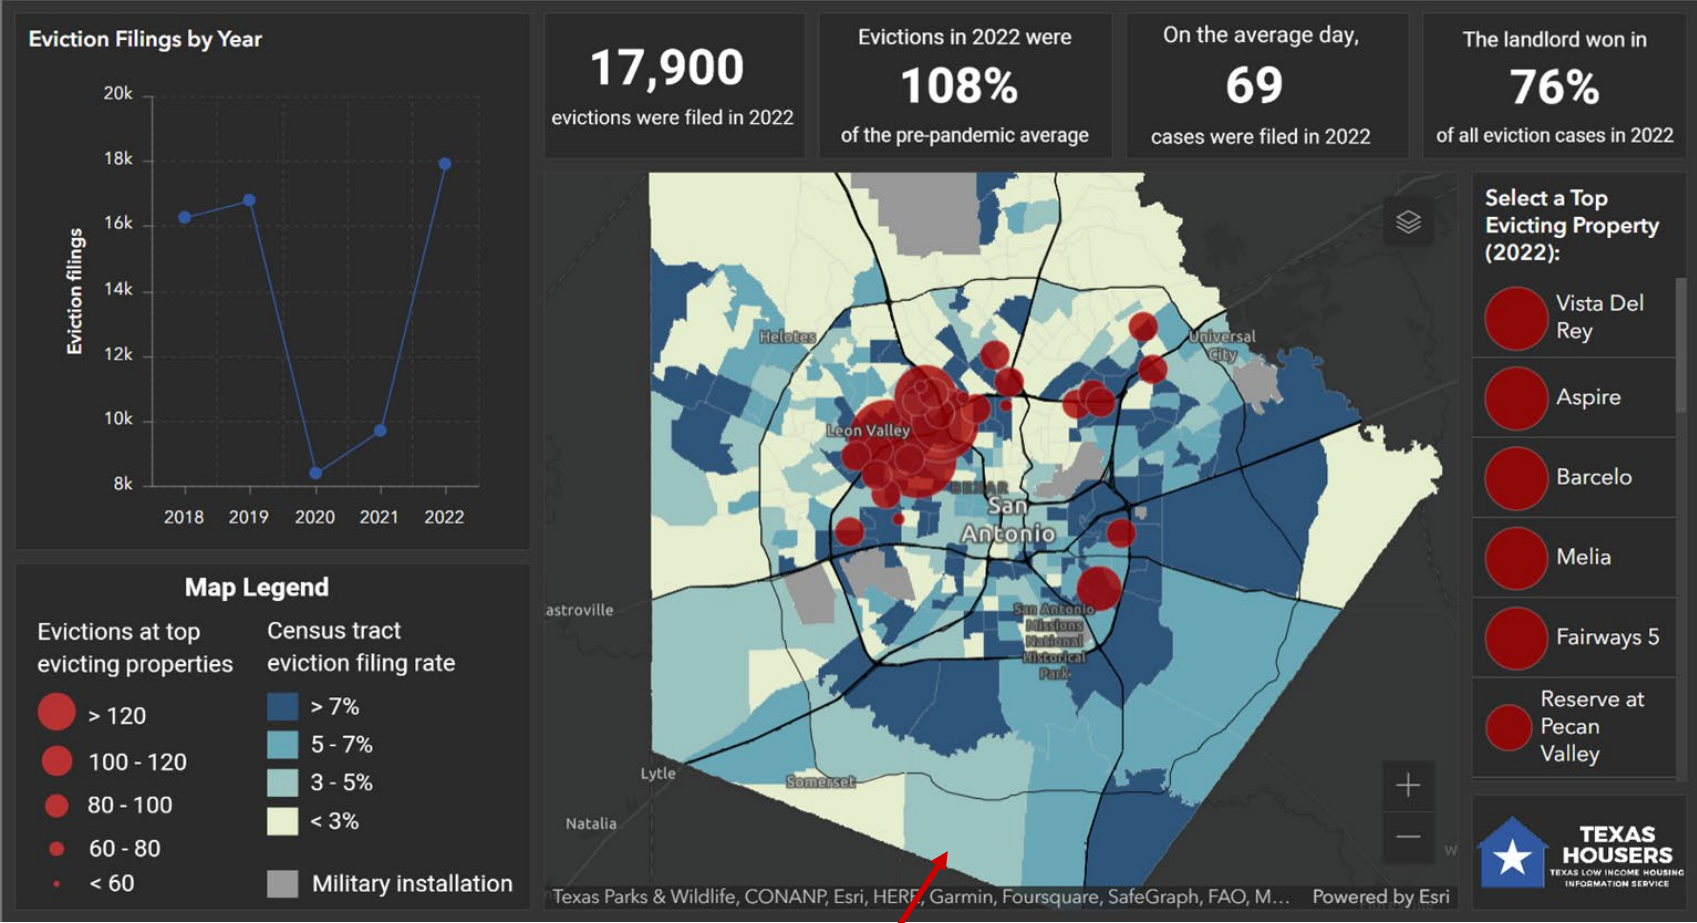 Eviction Filings by Year
Eviction filings
20k
18k
16k
14k
12k
10k
8k
2018 2019 2020 2021 2022
17,900
evictions were filed in 2022
Evictions in 2022 were
108%
of the pre-pandemic average
On the average day,
69
cases were filed in 2022
The landlord won in
76%
of all eviction cases in 2022
Map Legend
Evictions at top
evicting properties
> 120
100 - 120
80 - 100
60 - 80
< 60
Census tract
eviction filing rate
> 7%
5 - 7%
3 - 5%
< 3%
Military installation
Helotes
Universal
City
Leon Valley
BEXAR
San
Antonio
San Antonio
Missions
National
Historical
Park
astroville
Lytle
Somerset
Natalia
W
Texas Parks & Wildlife, CONANP, Esri, HERE, Garmin, Foursquare, SafeGraph, FAO, M... Powered by Esri
Select a Top
Evicting Property
(2022):
Vista Del
Rey
Aspire
Barcelo
Melia
Fairways 5
Reserve at
Pecan
Valley
TEXAS
HOUSERS
TEXAS LOW INCOME HOUSING
INFORMATION SERVICE